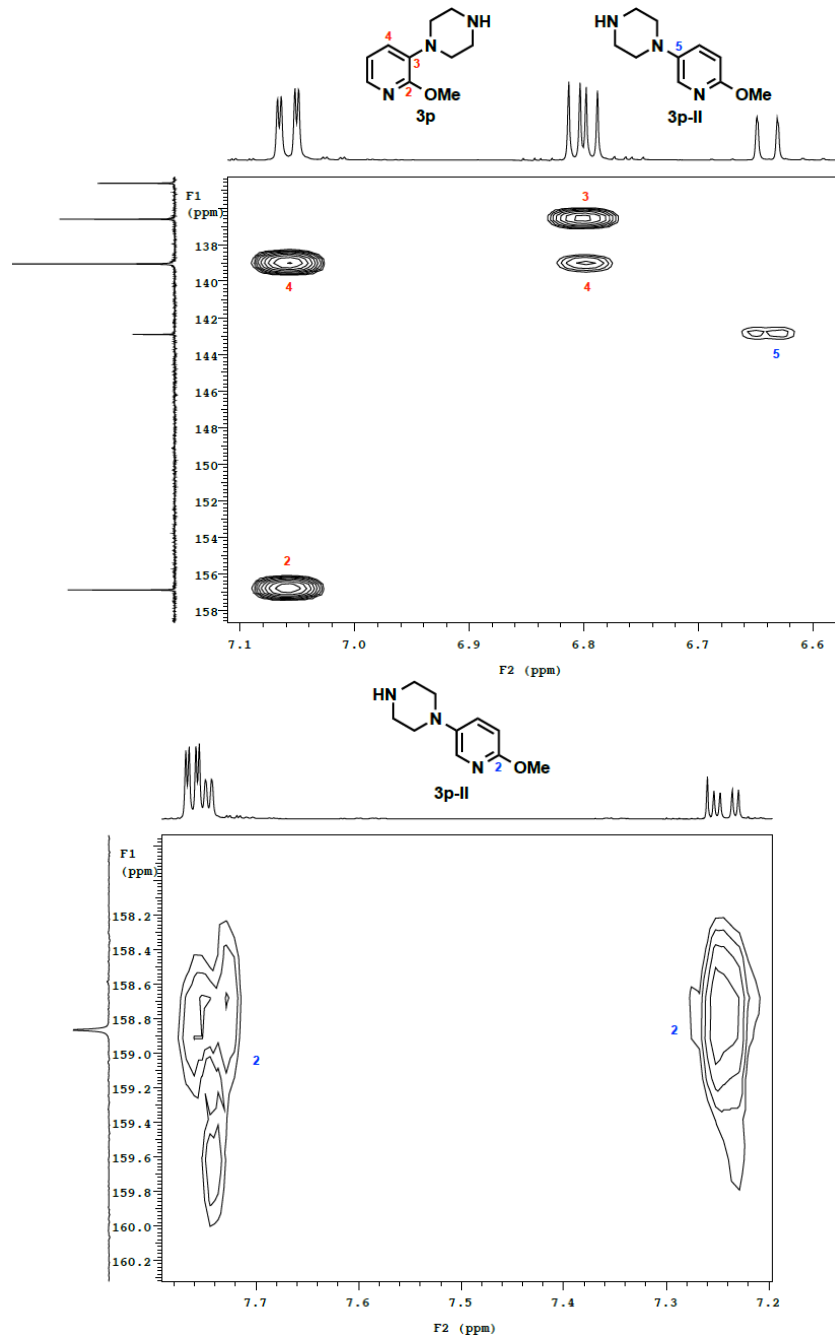 NH
HN
4
N
5
N
3
N
2
OMe
N
OMe
3p
3p-II
F1
(ppm)
3
138
140
4
4
142
144
5
146
148
150
152
154
2
156
158
7.1
7.0
6.9
6.8
6.7
6.6
F2 (ppm)
HN
N
2
N
OMe
3p-II
F1
(ppm)
158.2
158.4
158.6
158.8
2
2
159.0
159.2
159.4
159.6
159.8
160.0
160.2
7.7
7.6
7.5
7.4
7.3
7.2
F2 (ppm)